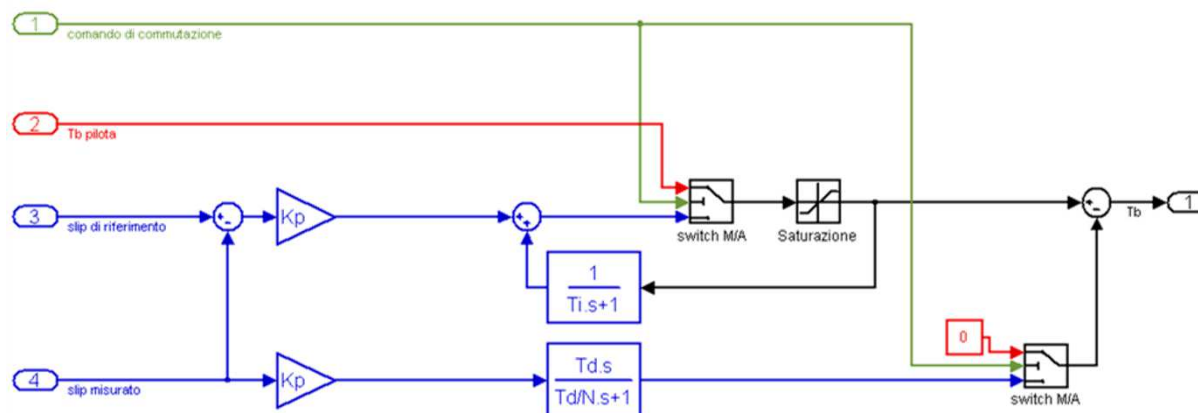 1
comando di commutazione
2
Tb pilota
3
slip di riferimento
+
-
Kp
+
+
switch M/A
Saturazione
+
-
Tb
1
1
Ti.s+1
0
4
slip misurato
Kp
Td.s
Td/N.s+1
switch M/A